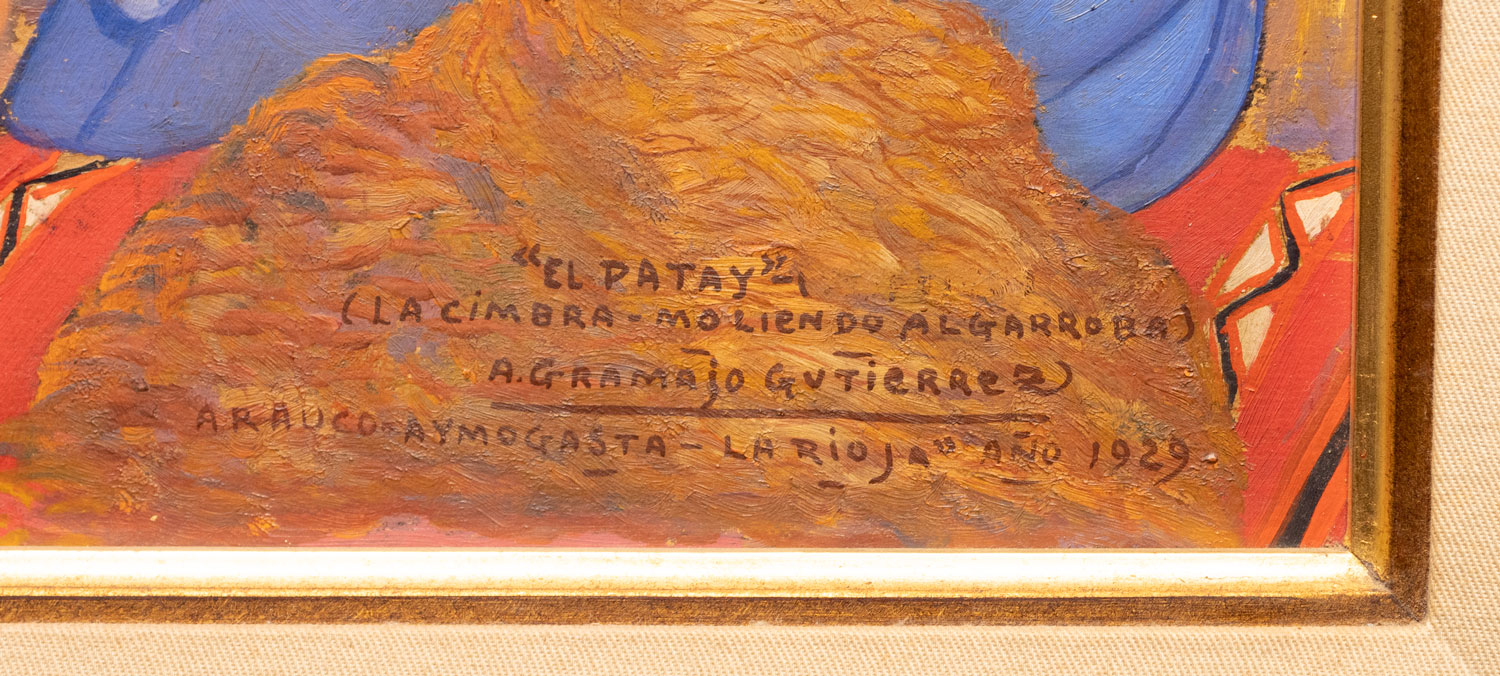 "EL PATAY"
(LA CIMBRA - MOLIENDO ALGARROBA)
A. GRAMAJO GUTIERREZ
ARAUCO - AYMOGASTA - LA RIOJA" AÑO 1929.